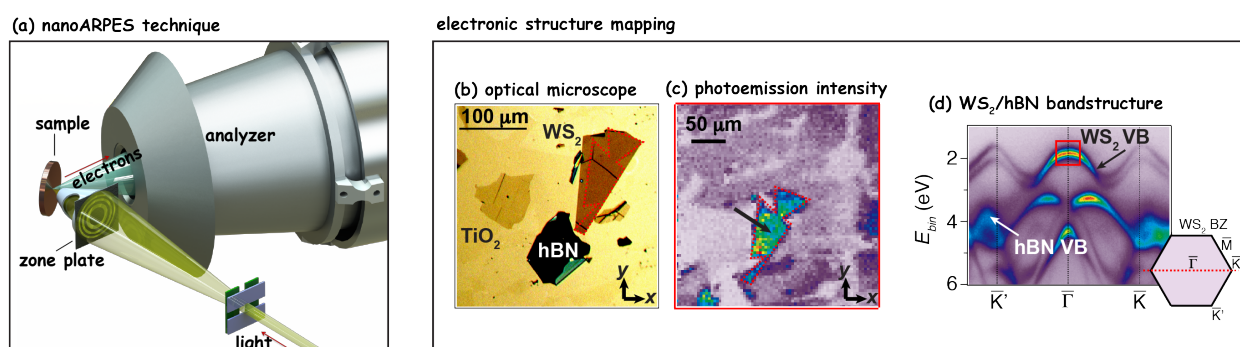 (a) nanoARPES technique
sample
electrons
analyzer
zone plate
light
electronic structure mapping
(b) optical microscope
100 μm
WS₂
TiO₂
hBN
y
x
(c) photoemission intensity
50 μm
y
x
(d) WS₂/hBN bandstructure
WS₂ VB
hBN VB
E_bin (eV)
2
4
6
K̅'
Γ̅
K̅
WS₂ BZ
M̅
Γ̅
K̅
K̅'